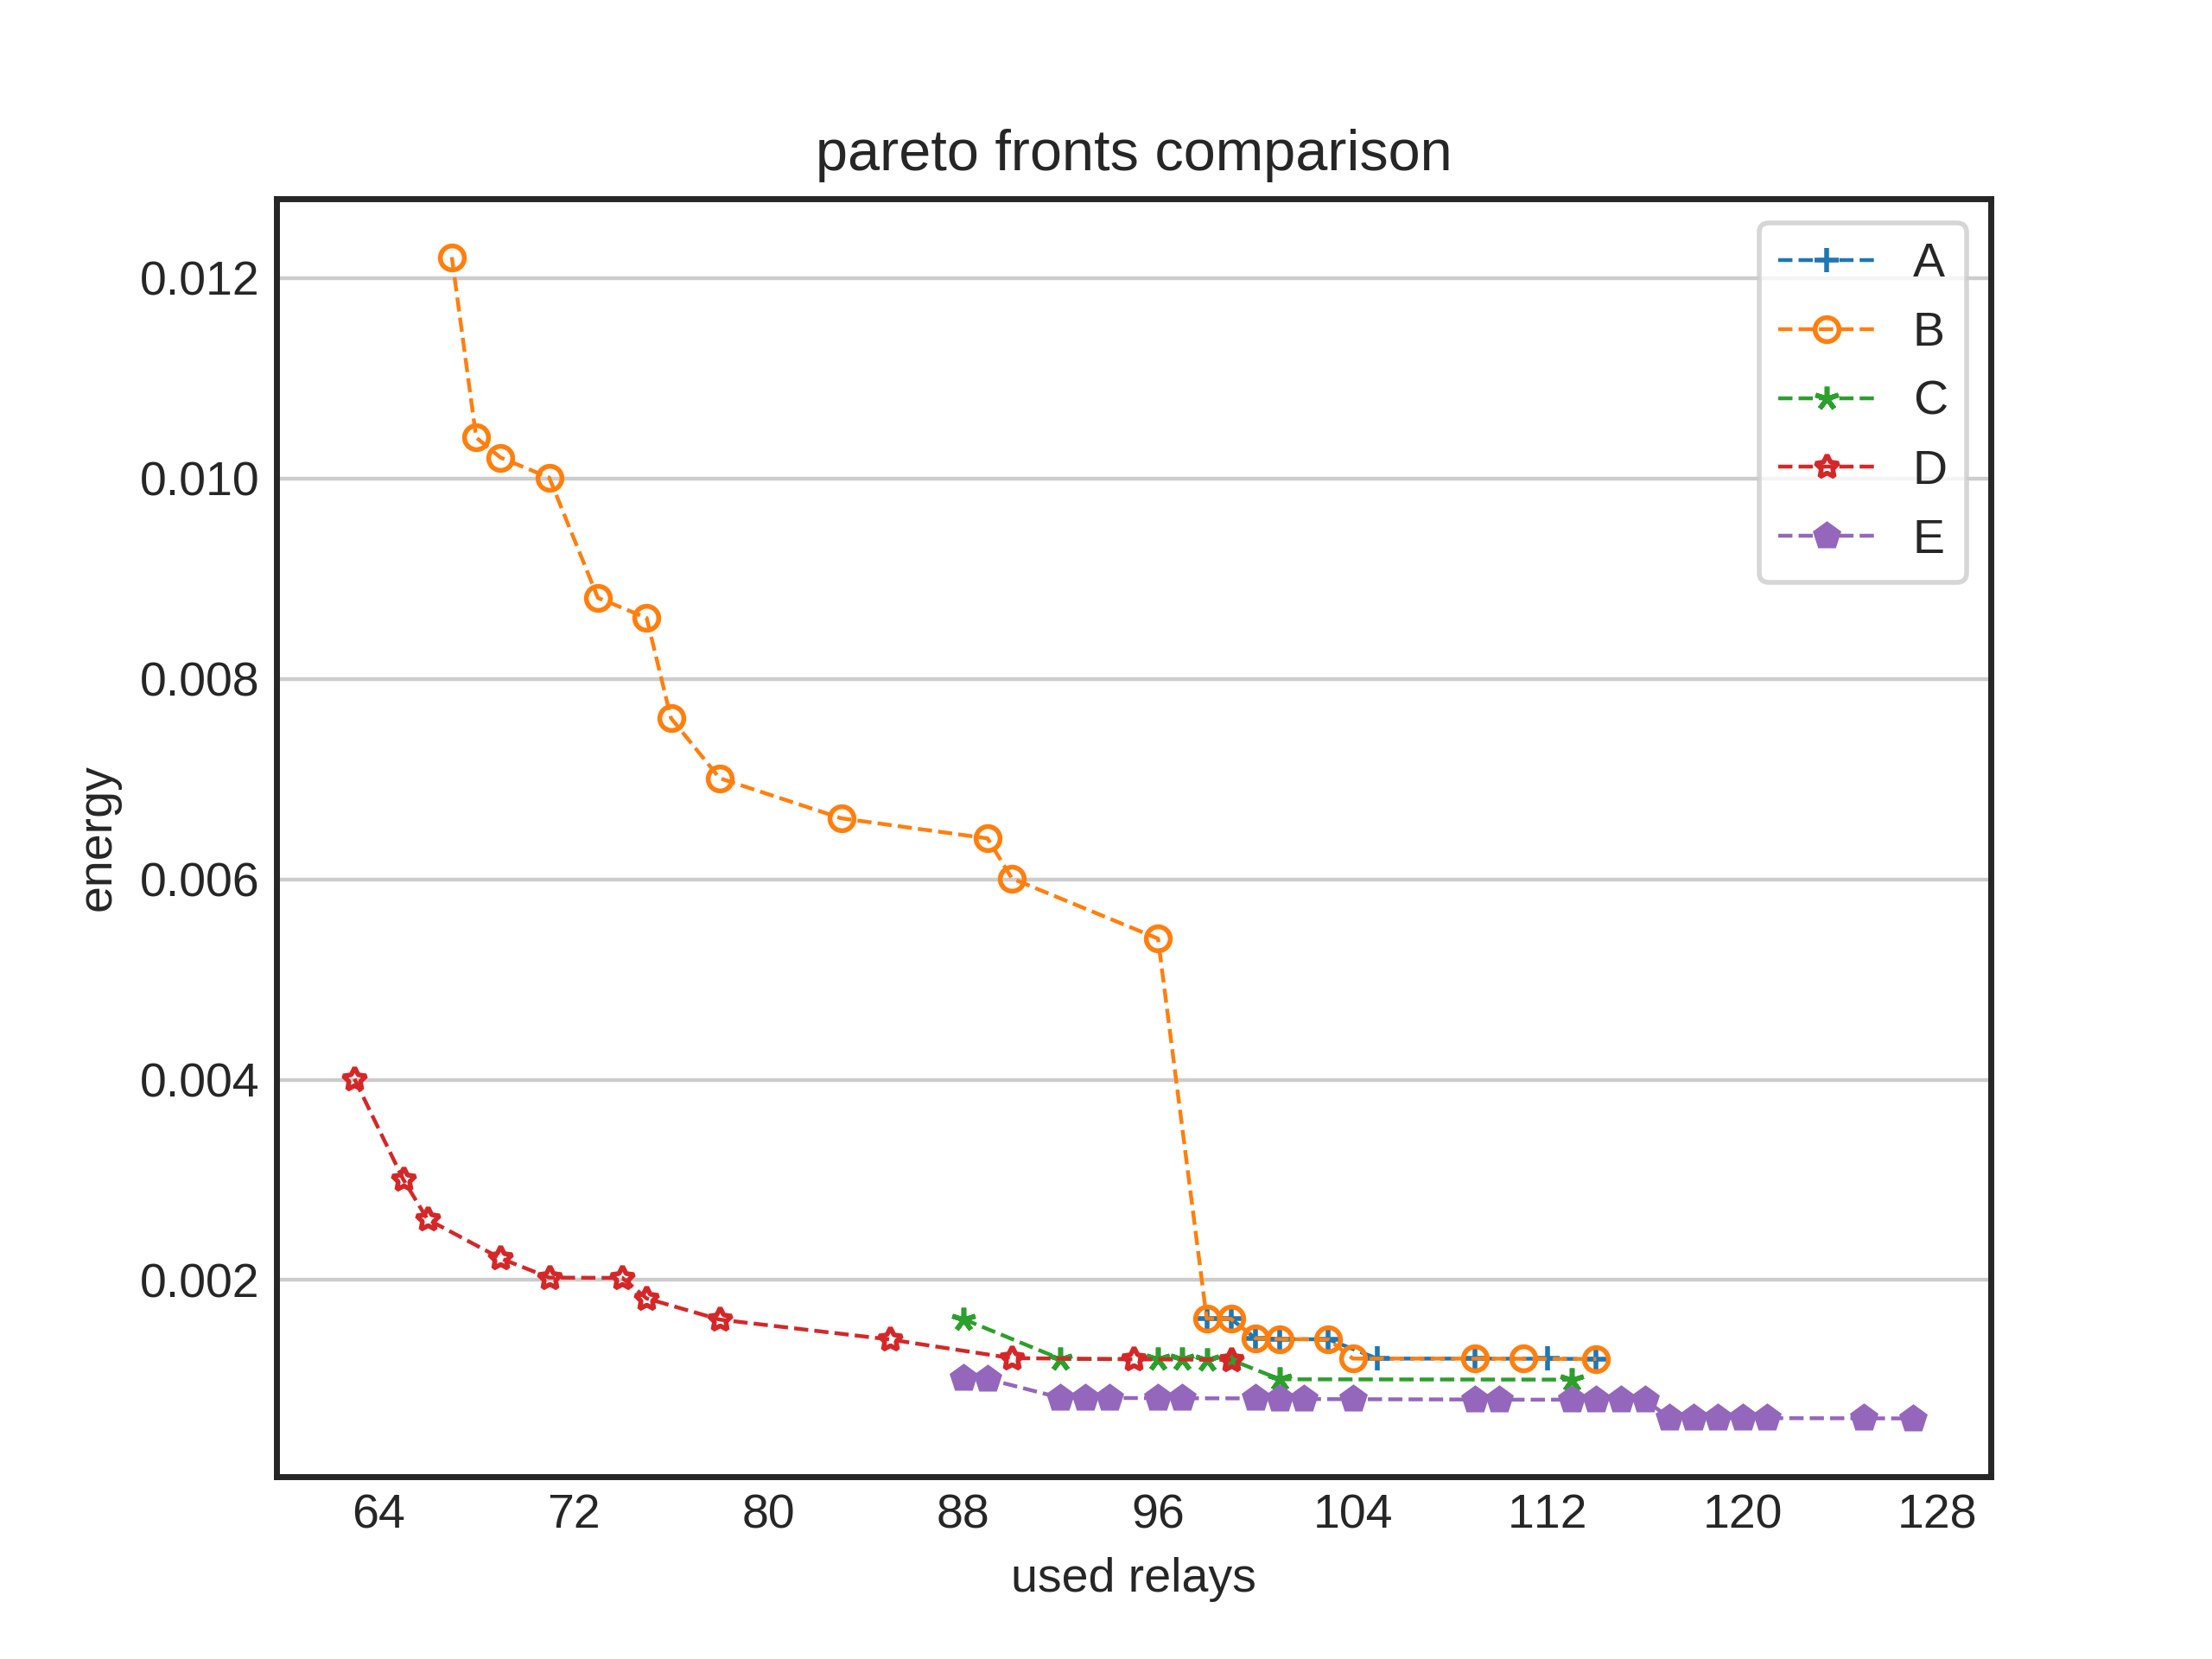 pareto fronts comparison
A
B
C
D
E
0.012
0.010
0.008
0.006
0.004
0.002
energy
64 72 80 88 96 104 112 120 128
used relays